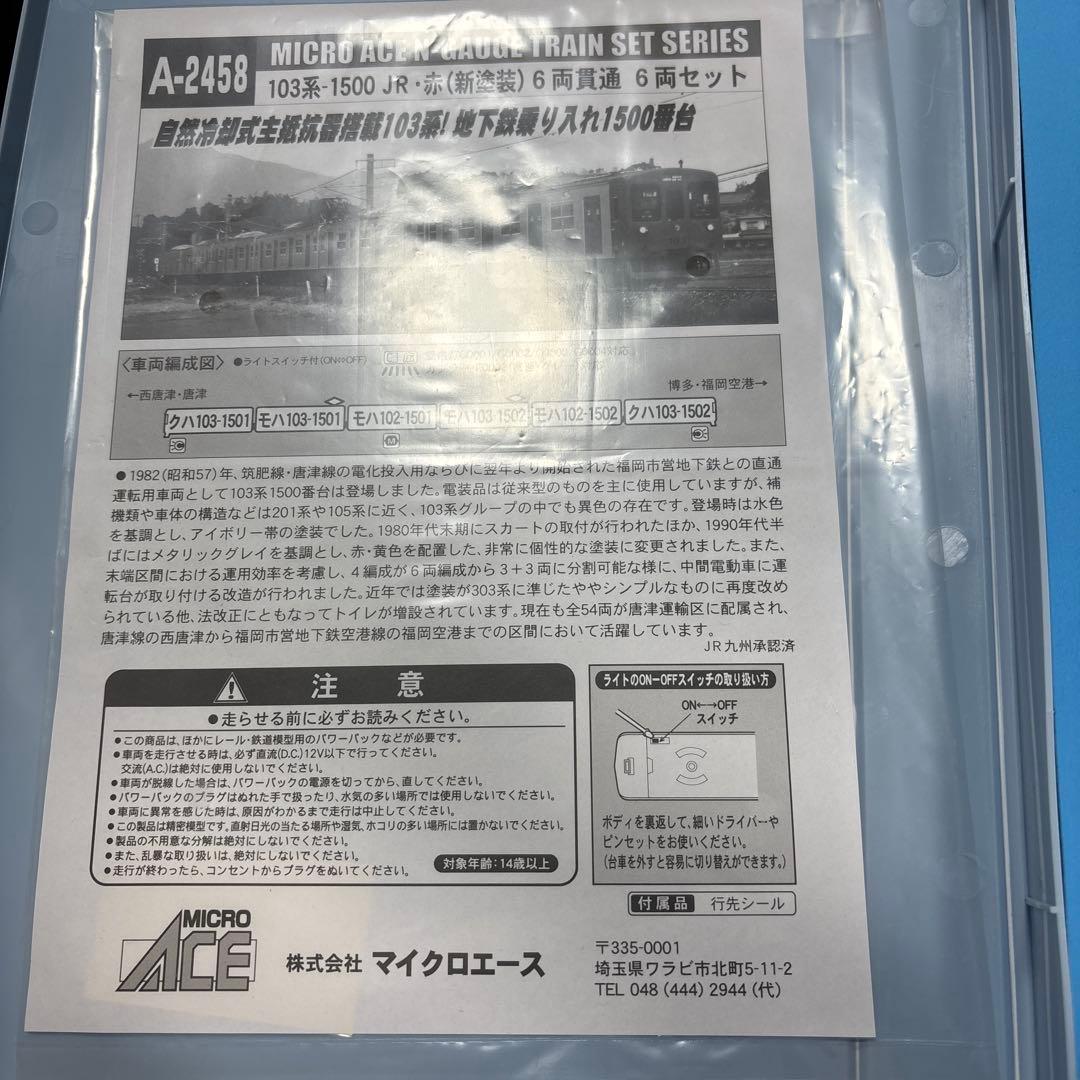 A-2458
MICRO ACE N GAUGE TRAIN SET SERIES
103系-1500 JR・赤(新塗装) 6両貫通 6両セット
自然冷却式主抵抗器搭載103系! 地下鉄乗り入れ1500番台
〈車両編成図〉 ●ライトスイッチ付(ON⇔OFF)
←西唐津・唐津
博多・福岡空港→
クハ103-1501 モハ103-1501 モハ102-1501 モハ103-1502 モハ102-1502 クハ103-1502
M
●1982(昭和57)年、筑肥線・唐津線の電化投入用ならびに翌年より開始された福岡市営地下鉄との直通
運転用車両として103系1500番台は登場しました。電装品は従来型のものを主に使用していますが、補
機類や車体の構造などは201系や105系に近く、103系グループの中でも異色の存在です。登場時は水色
を基調とし、アイボリー帯の塗装でした。1980年代末期にスカートの取付が行われたほか、1990年代半
ばにはメタリックグレイを基調とし、赤・黄色を配置した、非常に個性的な塗装に変更されました。また、
末端区間における運用効率を考慮し、4編成が6両編成から3+3両に分割可能な様に、中間電動車に運
転台が取り付ける改造が行われました。近年では塗装が303系に準じたややシンプルなものに再度改め
られている他、法改正にともなってトイレが増設されています。現在も全54両が唐津運輸区に配属され、
唐津線の西唐津から福岡市営地下鉄空港線の福岡空港までの区間において活躍しています。
JR九州承認済
注 意
●走らせる前に必ずお読みください。
●この商品は、ほかにレール・鉄道模型用のパワーパックなどが必要です。
●車両を走行させる時は、必ず直流(D.C.)12V以下で行ってください。
交流(A.C.)は絶対に使用しないでください。
●車両が脱線した場合は、パワーパックの電源を切ってから、直してください。
●パワーパックのプラグはぬれた手で扱ったり、水気の多い場所では使用しないでください。
●車両に異常を感じた時は、原因がわかるまで走行は中止してください。
●この製品は精密模型です。直射日光の当たる場所や湿気、ホコリの多い場所には置かないでください。
●製品の不用意な分解は絶対にしないでください。
●また、乱暴な取り扱いは、絶対にしないでください。
●走行が終わったら、コンセントからプラグをぬいてください。
対象年齢:14歳以上
ライトのON-OFFスイッチの取り扱い方
ON←→OFF
スイッチ
ボディを裏返して、細いドライバーや
ピンセットをお使いください。
(台車を外すと容易に切り替えができます。)
付属品 行先シール
MICRO
ACE
株式会社 マイクロエース
〒335-0001
埼玉県ワラビ市北町5-11-2
TEL 048 (444) 2944 (代)